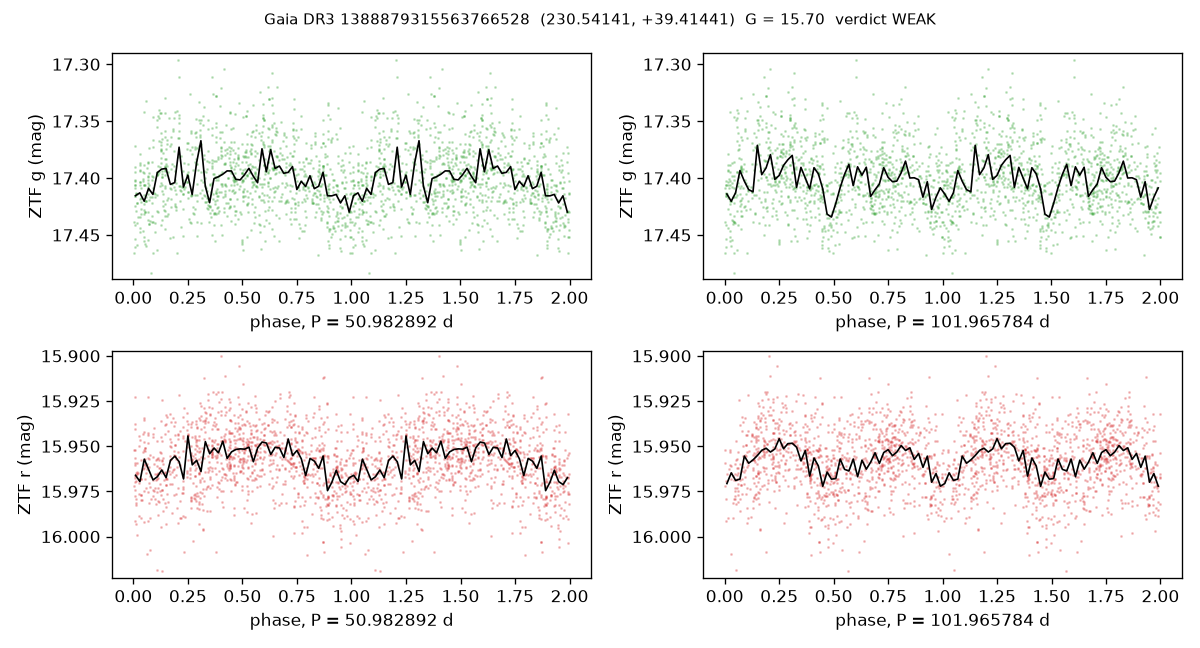 Gaia DR3 1388879315563766528  (230.54141, +39.41441)  G = 15.70  verdict WEAK
ZTF g (mag)
17.30
17.35
17.40
17.45
0.00 0.25 0.50 0.75 1.00 1.25 1.50 1.75 2.00
phase, P = 50.982892 d
ZTF g (mag)
17.30
17.35
17.40
17.45
0.00 0.25 0.50 0.75 1.00 1.25 1.50 1.75 2.00
phase, P = 101.965784 d
ZTF r (mag)
15.900
15.925
15.950
15.975
16.000
0.00 0.25 0.50 0.75 1.00 1.25 1.50 1.75 2.00
phase, P = 50.982892 d
ZTF r (mag)
15.900
15.925
15.950
15.975
16.000
0.00 0.25 0.50 0.75 1.00 1.25 1.50 1.75 2.00
phase, P = 101.965784 d